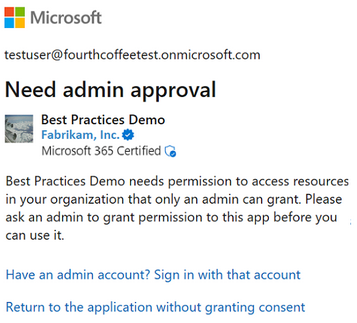 Microsoft
testuser@fourthcoffeetest.onmicrosoft.com
Need admin approval
Best Practices Demo
Fabrikam, Inc.
Microsoft 365 Certified
Best Practices Demo needs permission to access resources
in your organization that only an admin can grant. Please
ask an admin to grant permission to this app before you
can use it.
Have an admin account? Sign in with that account
Return to the application without granting consent